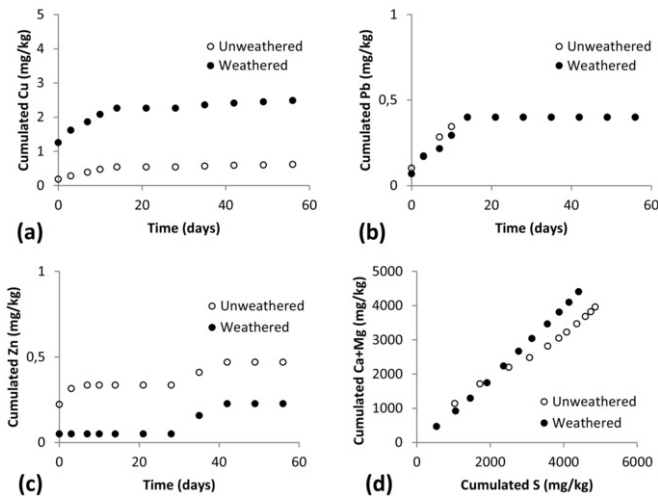 Cumulated Cu (mg/kg)
5
4
3
2
1
0
0 20 40 60
Time (days)
Unweathered
Weathered
(a)
Cumulated Pb (mg/kg)
1
0,5
0
0 20 40 60
Time (days)
Unweathered
Weathered
(b)
Cumulated Zn (mg/kg)
1
0,5
0
0 20 40 60
Time (days)
Unweathered
Weathered
(c)
Cumulated Ca+Mg (mg/kg)
5000
4000
3000
2000
1000
0
0 2000 4000 6000
Cumulated S (mg/kg)
Unweathered
Weathered
(d)